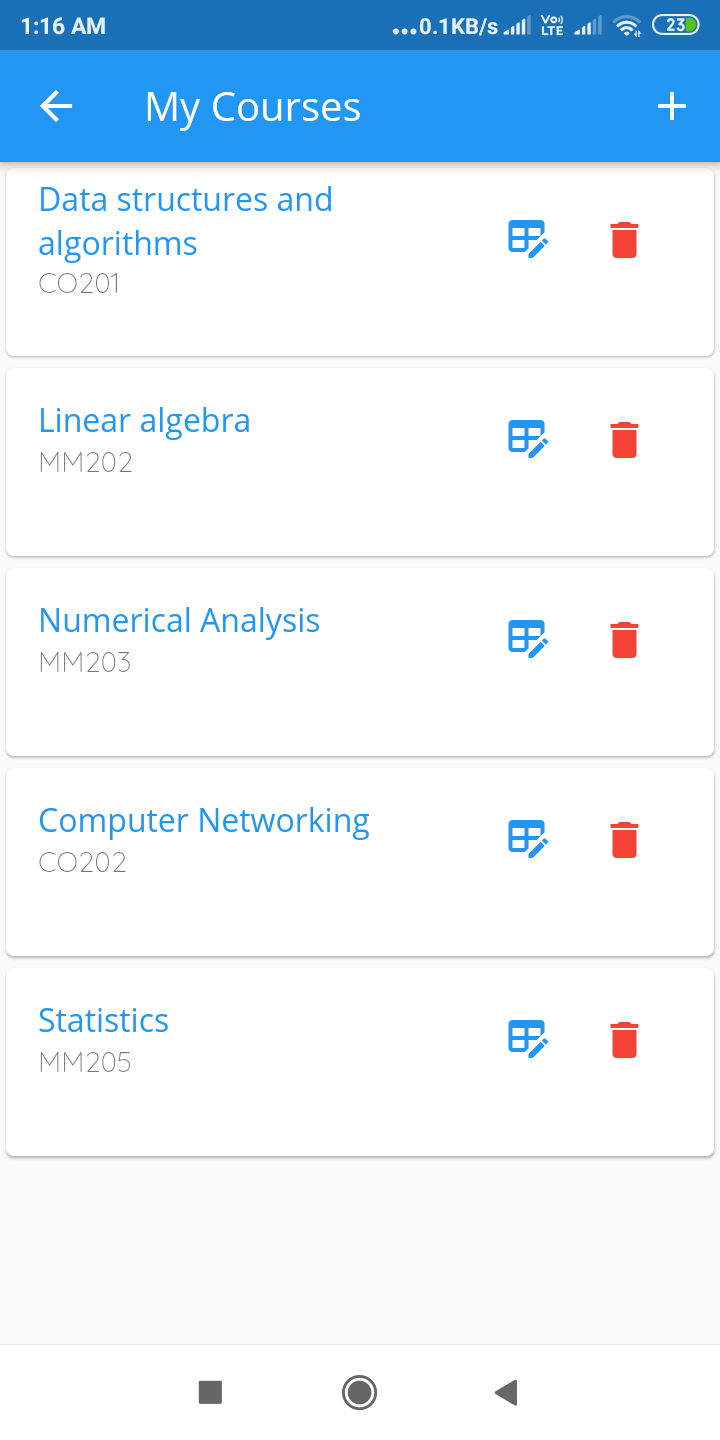 1:16 AM ...0.1KB/s Vo) LTE 23
My Courses
Data structures and
algorithms
CO201
Linear algebra
MM202
Numerical Analysis
MM203
Computer Networking
CO202
Statistics
MM205